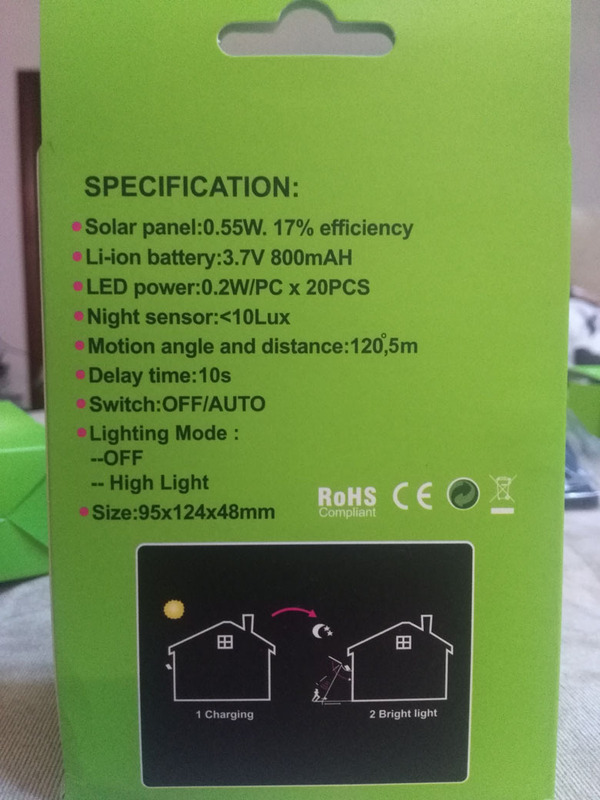 SPECIFICATION:
Solar panel:0.55W. 17% efficiency
Li-ion battery:3.7V 800mAH
LED power:0.2W/PC x 20PCS
Night sensor:<10Lux
Motion angle and distance:120°,5m
Delay time:10s
Switch:OFF/AUTO
Lighting Mode :
--OFF
-- High Light
Size:95x124x48mm
RoHS CE
Compliant
1 Charging
2 Bright light